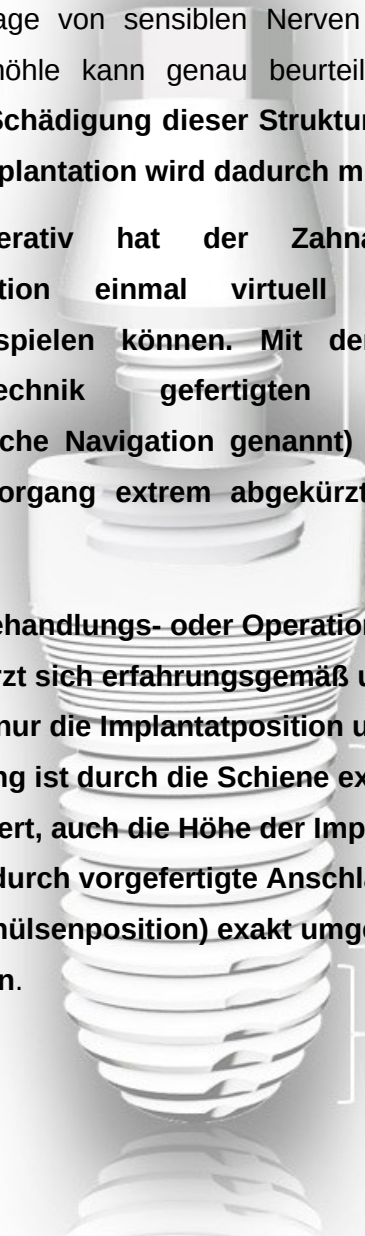 age von sensiblen Nerven
öhle kann genau beurteil
Schädigung dieser Struktur
plantation wird dadurch m
erativ hat der Zahna
tion einmal virtuell
spielen können. Mit de
echnik gefertigten
che Navigation genannt)
organg extrem abgekürzt
ehandlungs- oder Operation
rzt sich erfahrungsgemäß u
nur die Implantatposition u
ng ist durch die Schiene ex
ert, auch die Höhe der Imp
durch vorgefertigte Anschla
hülsenposition) exakt umge
n.